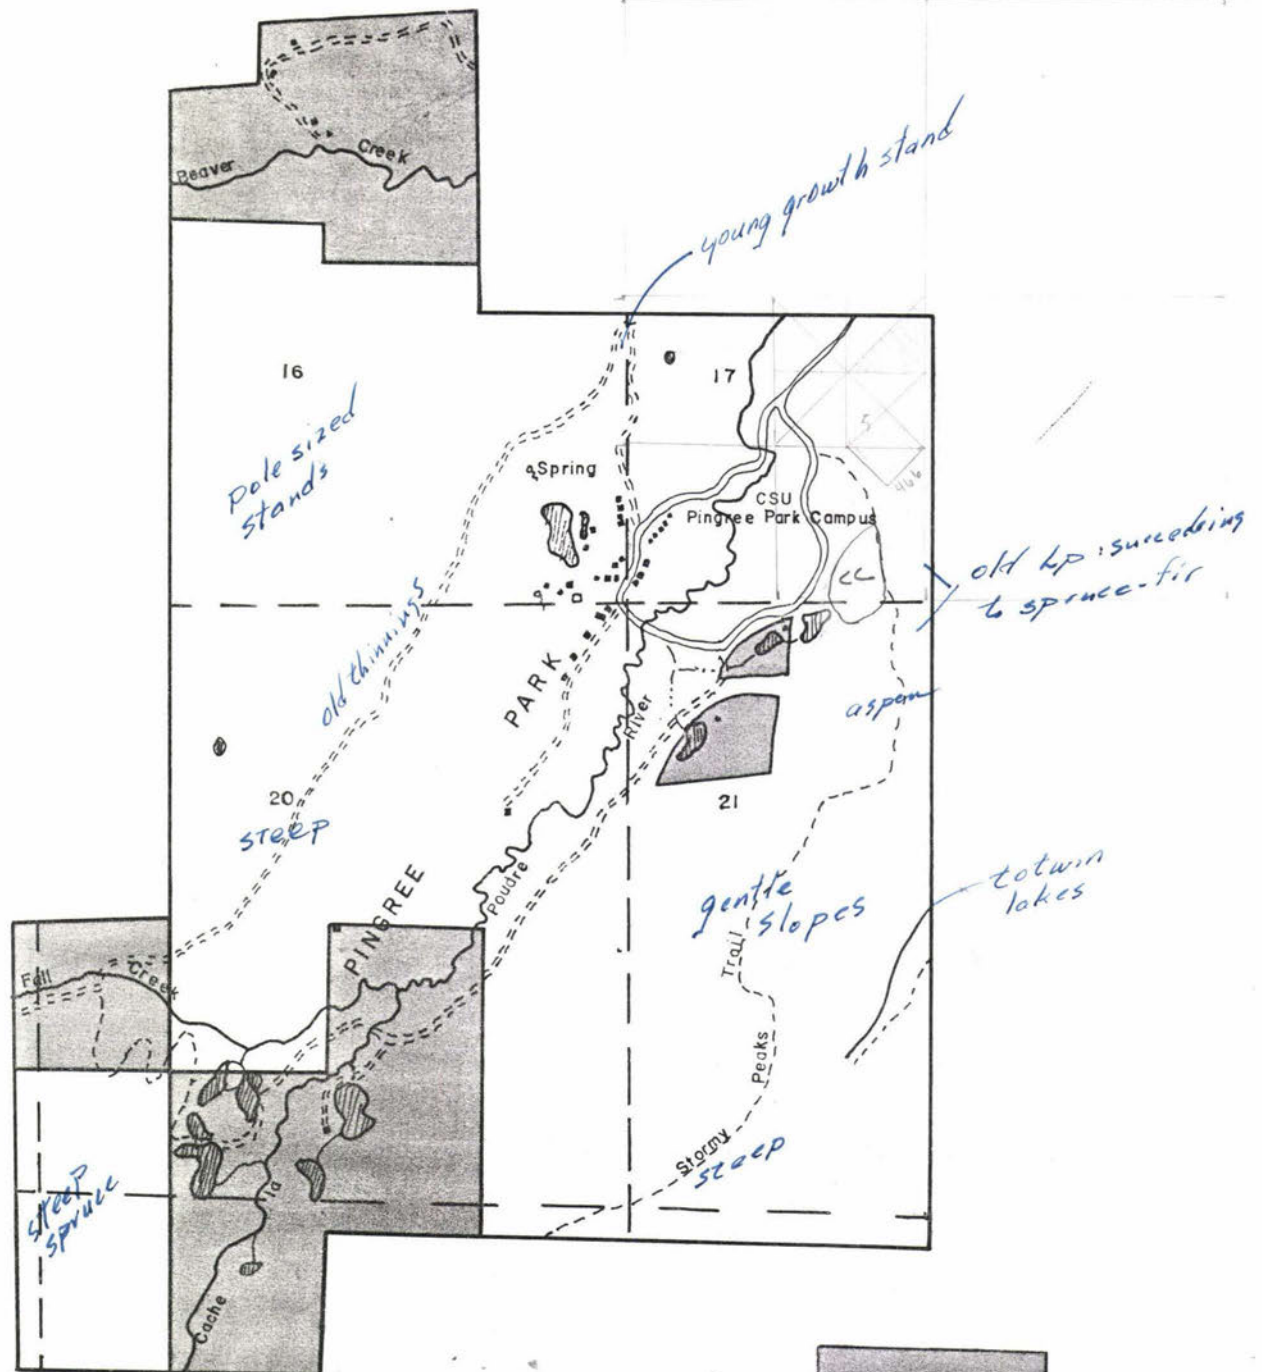 Beaver Creek
young growth stand
16
17
pole sized
stands
Spring
5
466
CSU
Pingree Park Campus
old Lp: succeeding
to spruce-fir
CC
old thinnings
PARK
River
aspen
20
steep
21
PINGREE
Poudre
gentle
slopes
to twin
lakes
Trail
Fall Creek
Peaks
Stormy
steep
steep
spruce
la
Cache